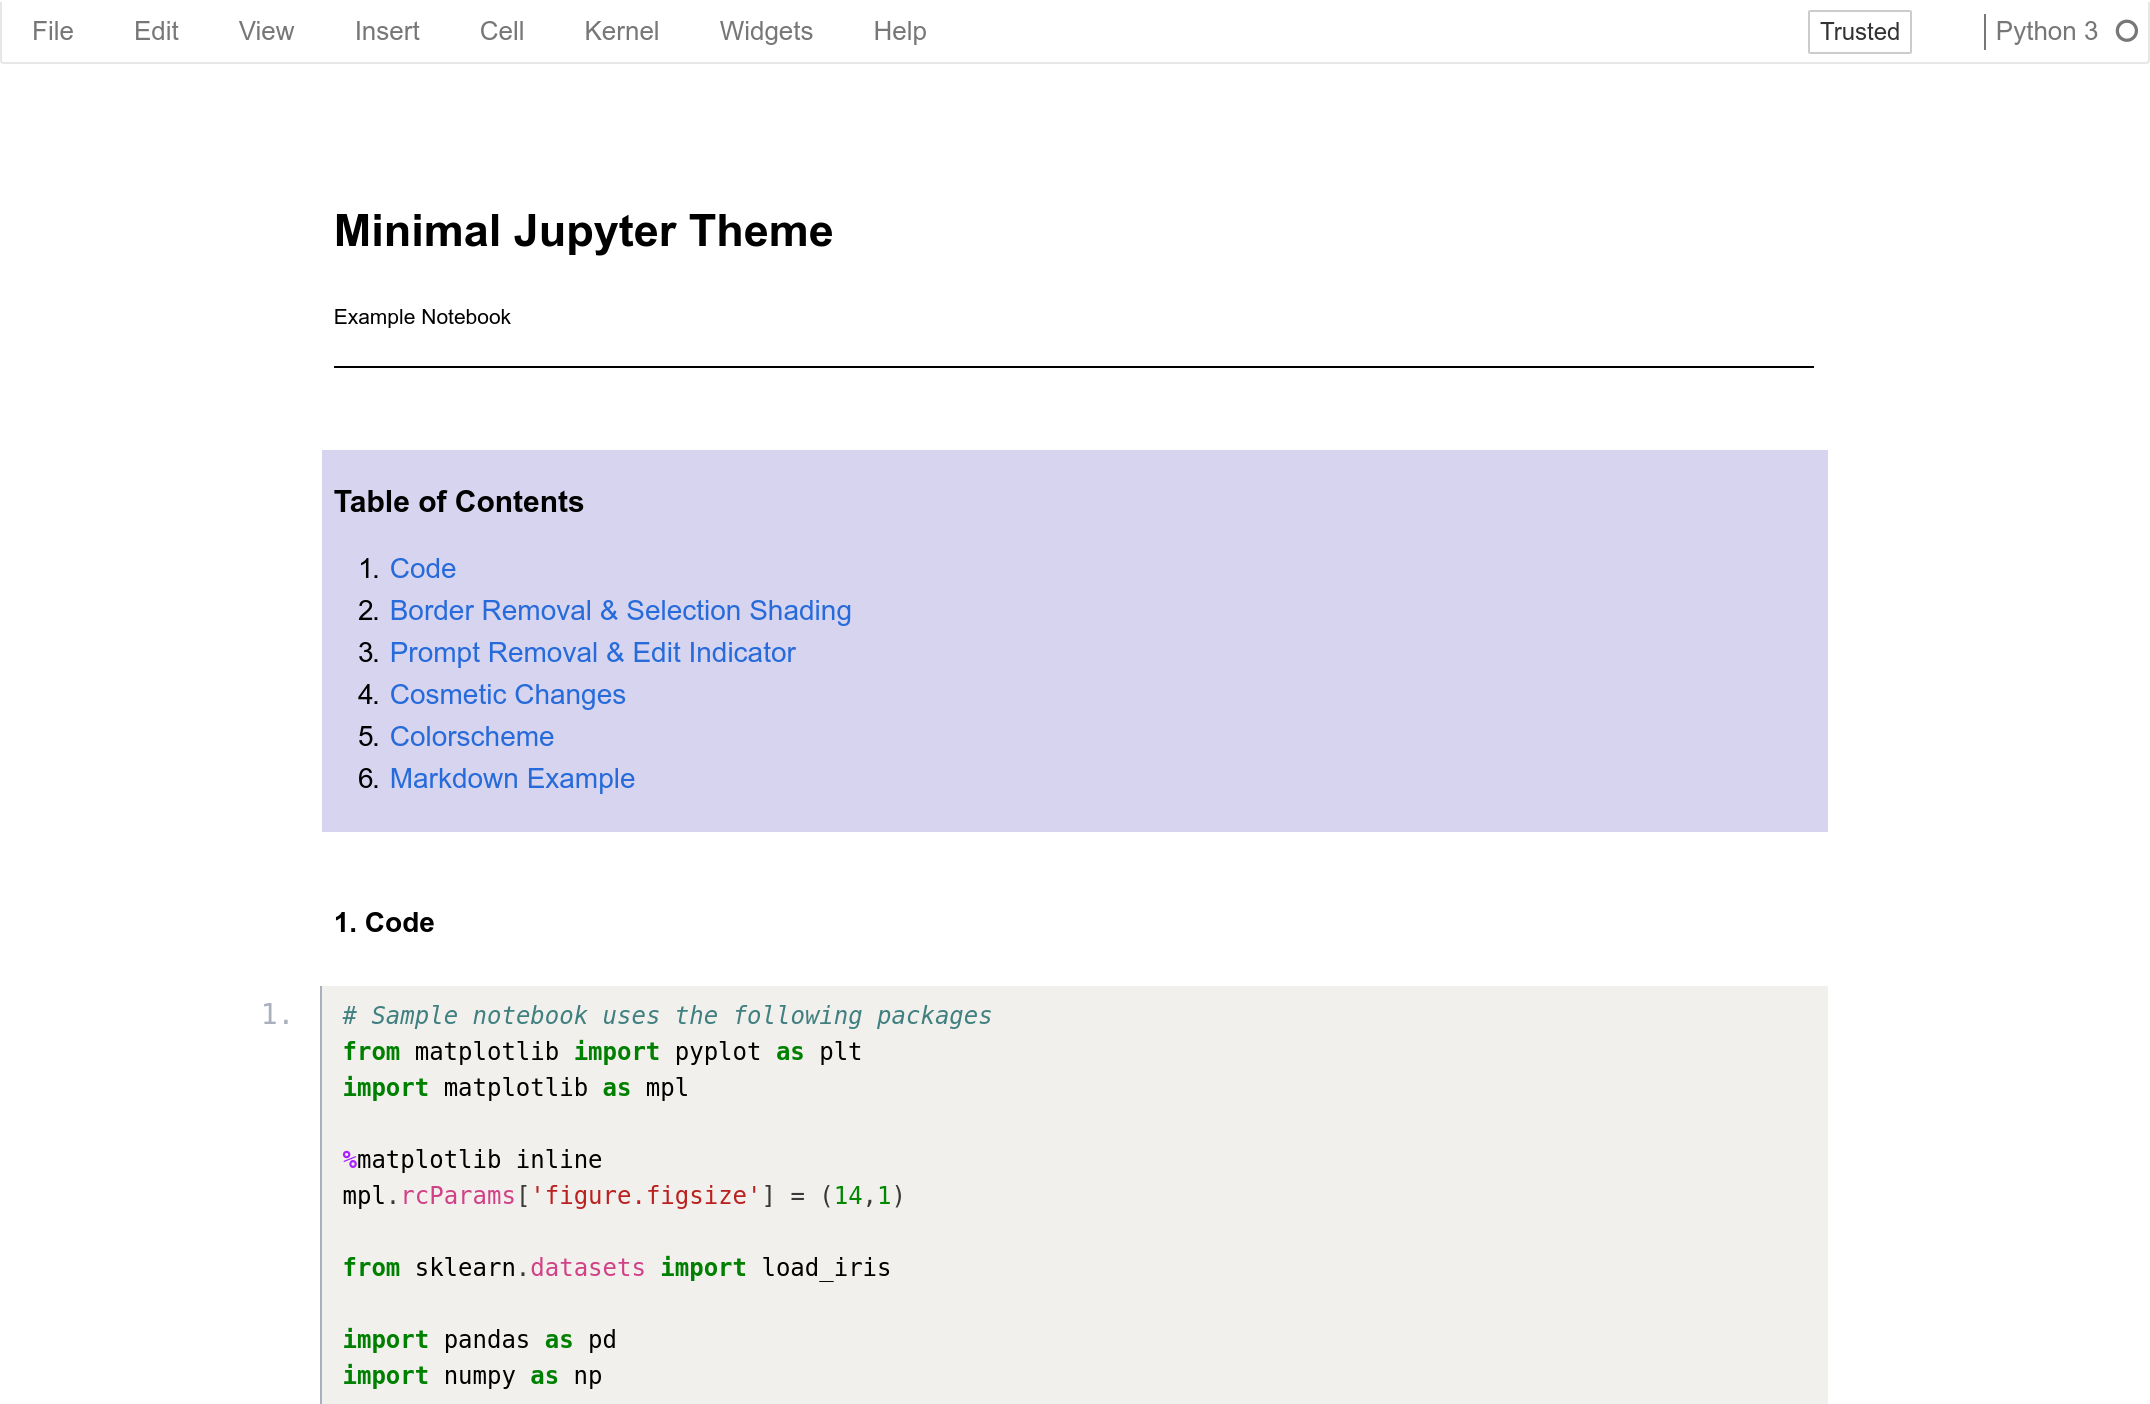 File Edit View Insert Cell Kernel Widgets Help Trusted Python 3
Minimal Jupyter Theme
Example Notebook
Table of Contents
1. Code
2. Border Removal & Selection Shading
3. Prompt Removal & Edit Indicator
4. Cosmetic Changes
5. Colorscheme
6. Markdown Example
1. Code
1. # Sample notebook uses the following packages
from matplotlib import pyplot as plt
import matplotlib as mpl
%matplotlib inline
mpl.rcParams['figure.figsize'] = (14,1)
from sklearn.datasets import load_iris
import pandas as pd
import numpy as np